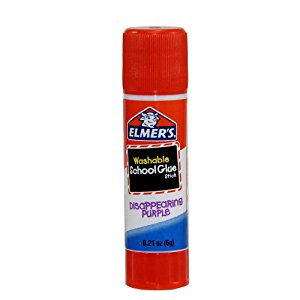 ELMER'S
Washable
School Glue
Stick
DISAPPEARING
PURPLE
0.21 oz (6g)